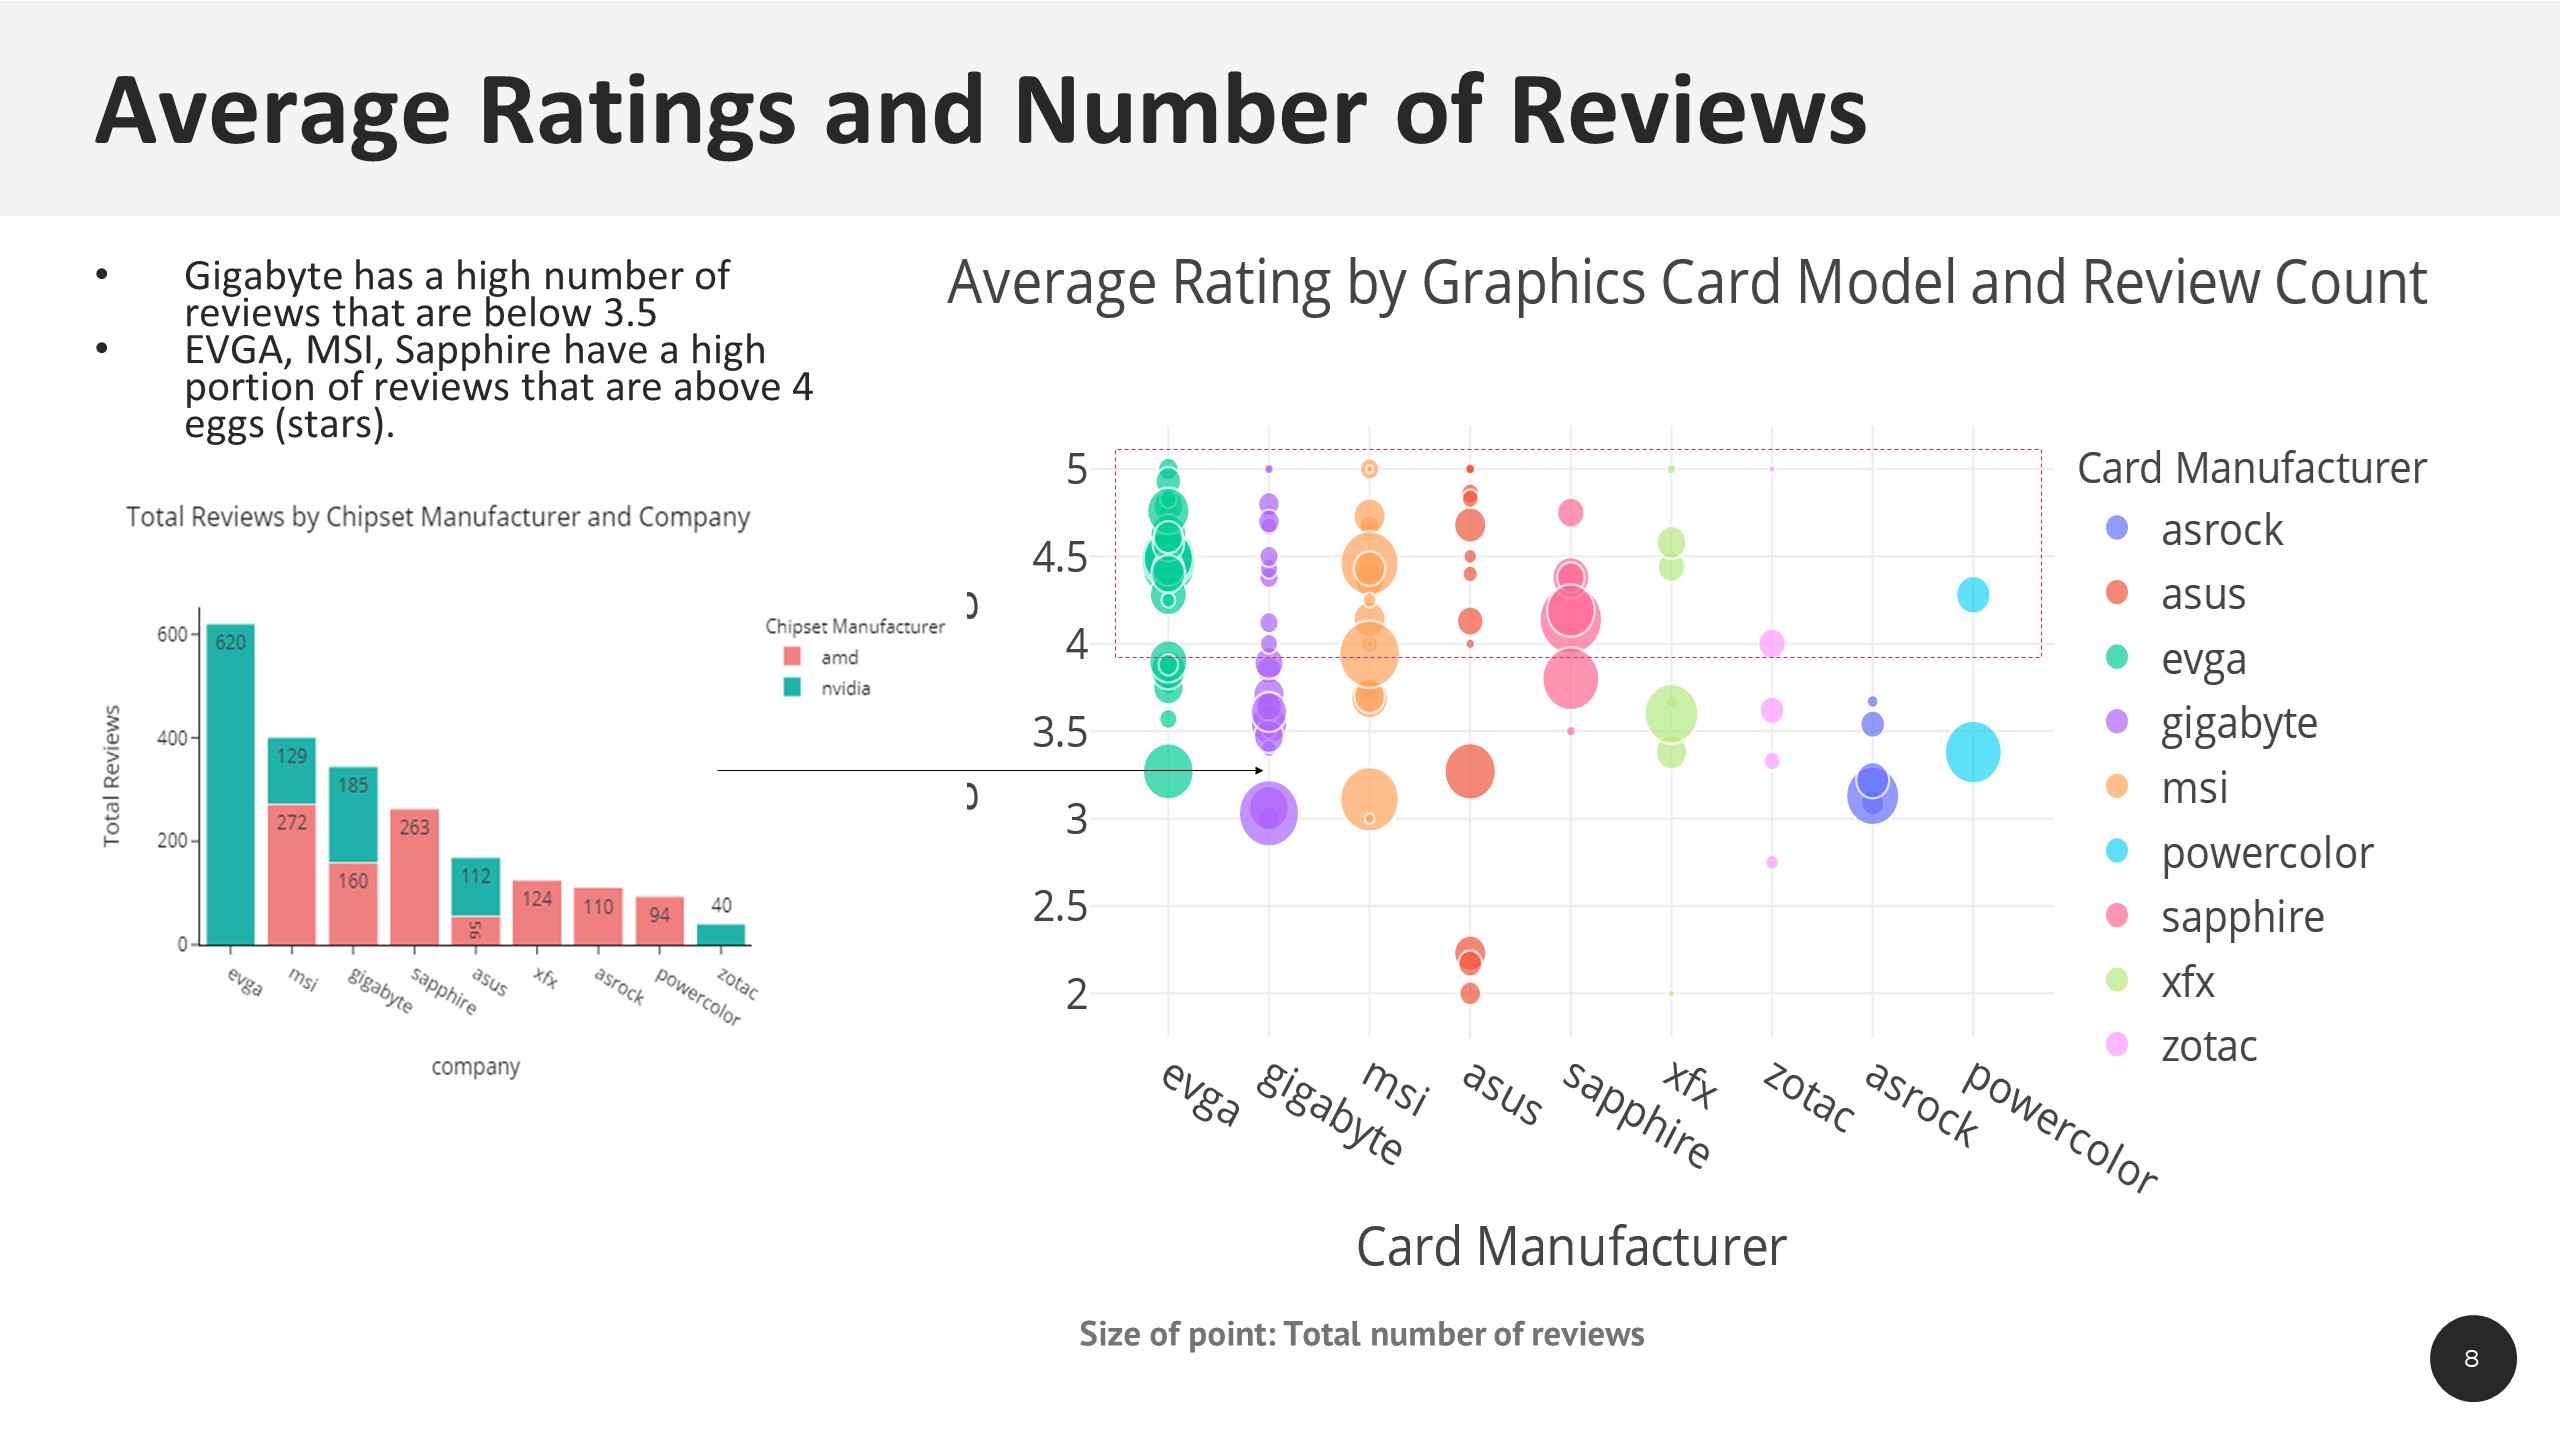 Average Ratings and Number of Reviews
• Gigabyte has a high number of
reviews that are below 3.5
• EVGA, MSI, Sapphire have a high
portion of reviews that are above 4
eggs (stars).
Total Reviews by Chipset Manufacturer and Company
Total Reviews
600
400
200
0
620
129
272
185
160
263
112
56
124
110
94
40
evga
msi
gigabyte
sapphire
asus
xfx
asrock
powercolor
zotac
company
Chipset Manufacturer
amd
nvidia
Average Rating by Graphics Card Model and Review Count
5
4.5
4
3.5
3
2.5
2
evga
gigabyte
msi
asus
sapphire
xfx
zotac
asrock
powercolor
Card Manufacturer
Card Manufacturer
asrock
asus
evga
gigabyte
msi
powercolor
sapphire
xfx
zotac
Size of point: Total number of reviews
8